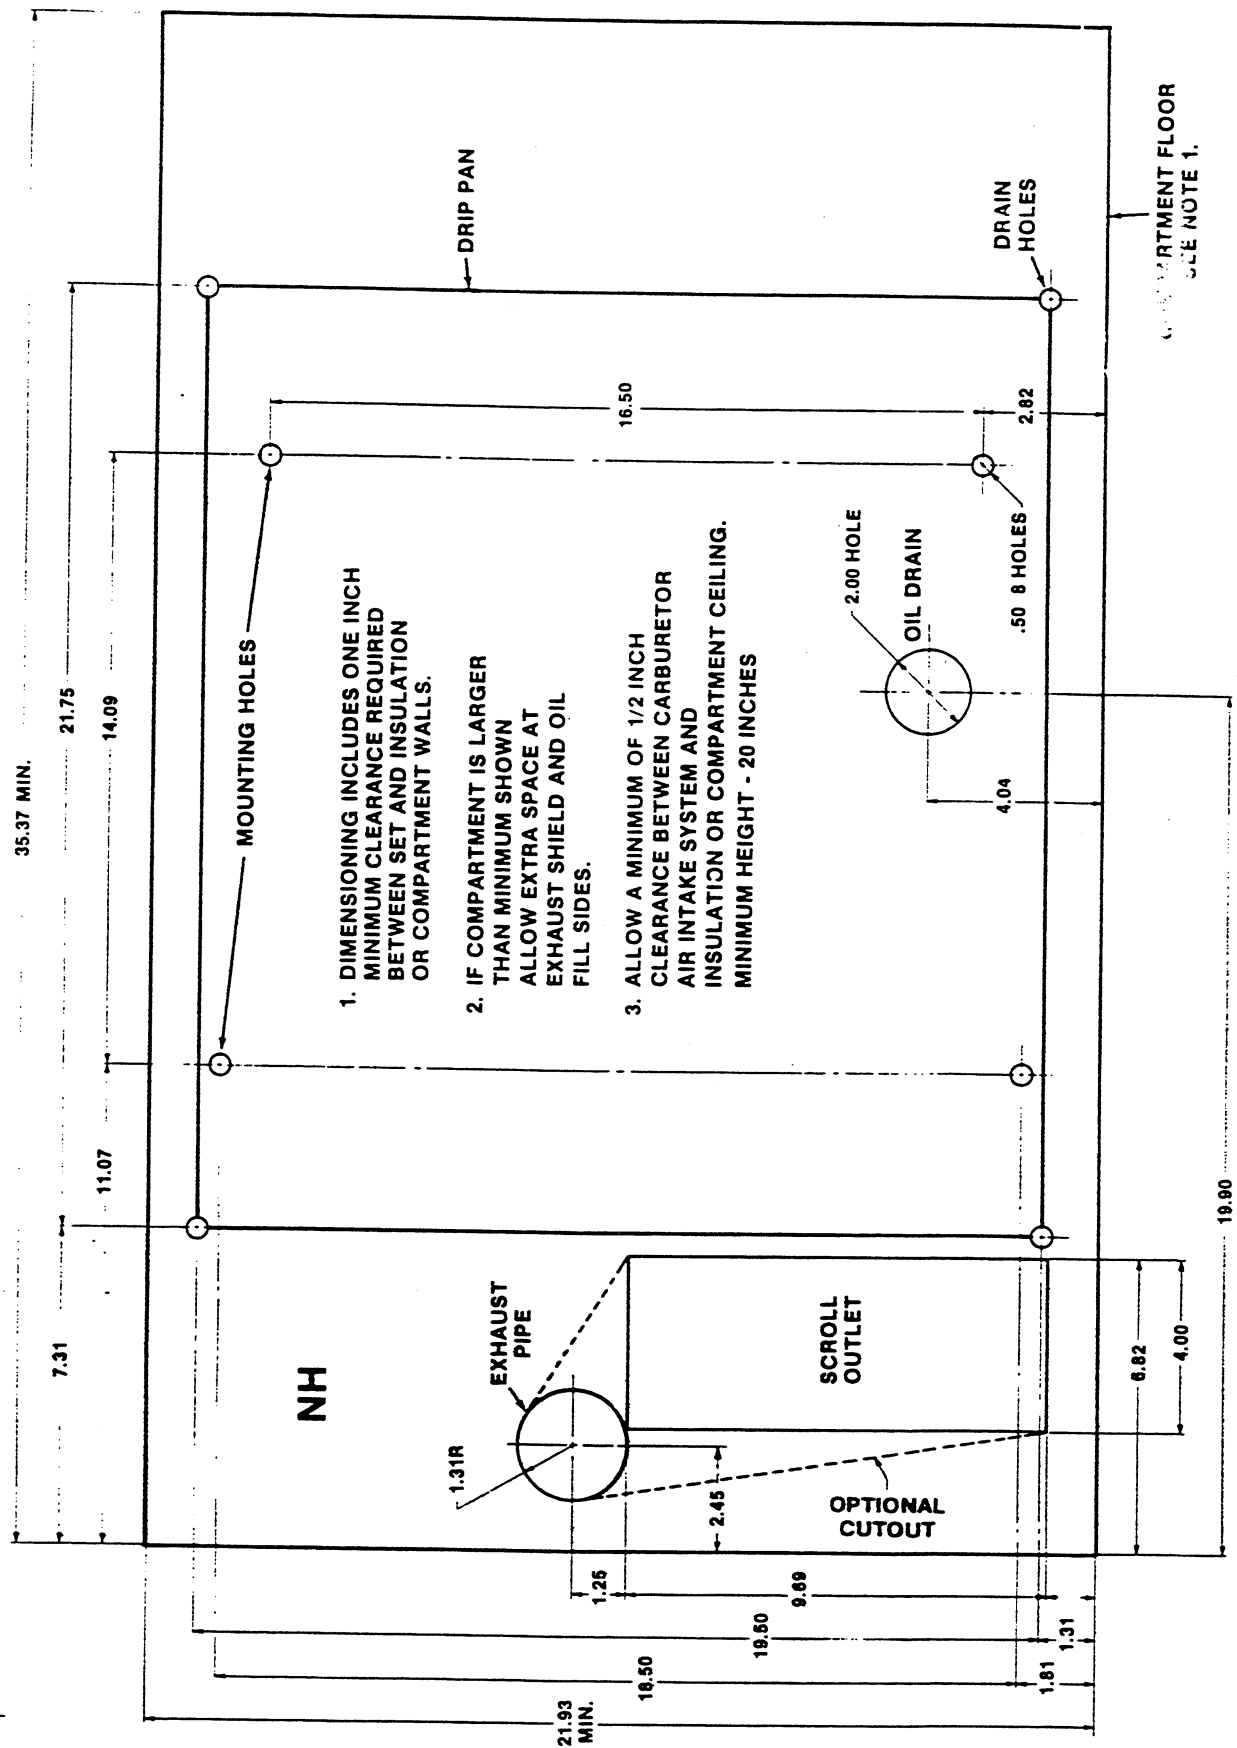 35.37 MIN.
21.75
7.31
14.09
11.07
MOUNTING HOLES
DRIP PAN
NH
1. DIMENSIONING INCLUDES ONE INCH
MINIMUM CLEARANCE REQUIRED
BETWEEN SET AND INSULATION
OR COMPARTMENT WALLS.
2. IF COMPARTMENT IS LARGER
THAN MINIMUM SHOWN
ALLOW EXTRA SPACE AT
EXHAUST SHIELD AND OIL
FILL SIDES.
3. ALLOW A MINIMUM OF 1/2 INCH
CLEARANCE BETWEEN CARBURETOR
AIR INTAKE SYSTEM AND
INSULATION OR COMPARTMENT CEILING.
MINIMUM HEIGHT - 20 INCHES
16.50
2.82
2.00 HOLE
OIL DRAIN
.50 8 HOLES
4.04
DRAIN
HOLES
RTMENT FLOOR
SEE NOTE 1.
EXHAUST
PIPE
1.31R
SCROLL
OUTLET
2.45
OPTIONAL
CUTOUT
6.82
4.00
19.90
1.25
9.69
19.50
1.31
18.50
1.81
21.93
MIN.